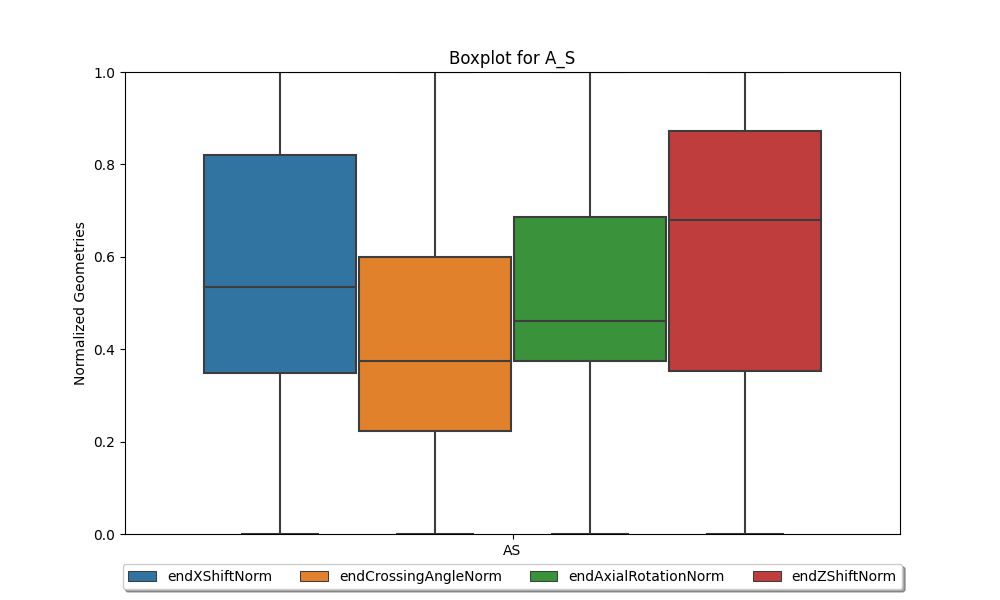 Boxplot for A_S
1.0
0.8
0.6
0.4
0.2
0.0
Normalized Geometries
AS
endXShiftNorm endCrossingAngleNorm endAxialRotationNorm endZShiftNorm